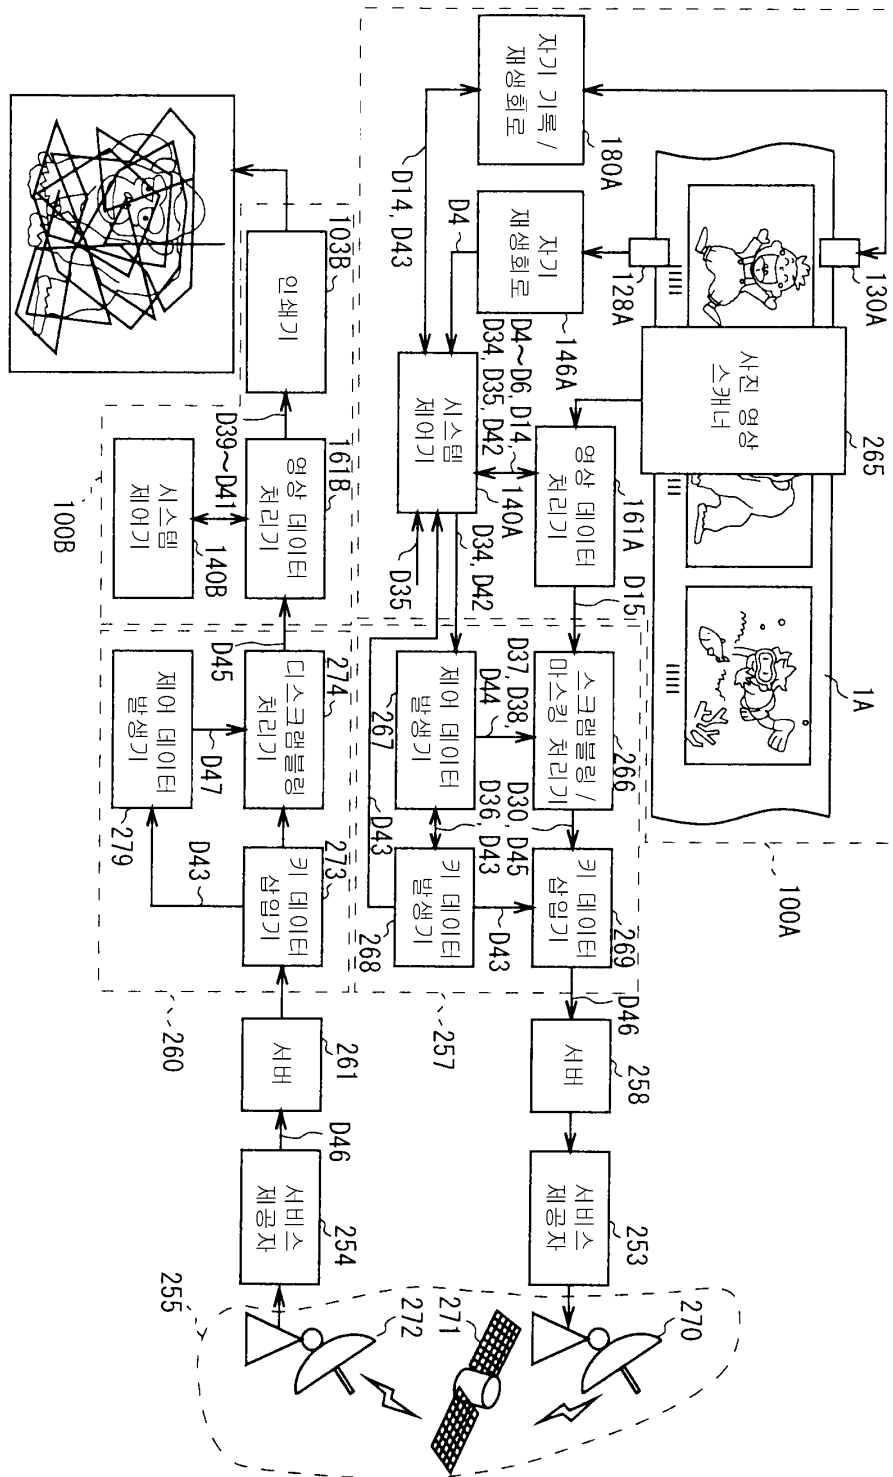 자기 기록/
재생회로
180A
130A
D14, D43
D4
자기
재생회로
128A
146A
사진 영상
스캐너
265
1A
100A
시스템
제어기
140A
D4~D6, D14,
D34, D35, D42
영상 데이터
처리기
161A
D15
D35
D34, D42
스크램블링/
마스킹 처리기
266
D37, D38,
D44
제어 데이터
발생기
267
D30, D45
D36,
D43
D43
키 데이터
발생기
268
D43
키 데이터
삽입기
269
257
D46
서버
258
서비스
제공자
253
270
271
272
255
서비스
제공자
254
D46
서버
261
260
키 데이터
삽입기
273
D43
디스크램블링
처리기
274
제어 데이터
발생기
279
D47
D45
영상 데이터
처리기
161B
시스템
제어기
140B
D39~D41
인쇄기
103B
100B